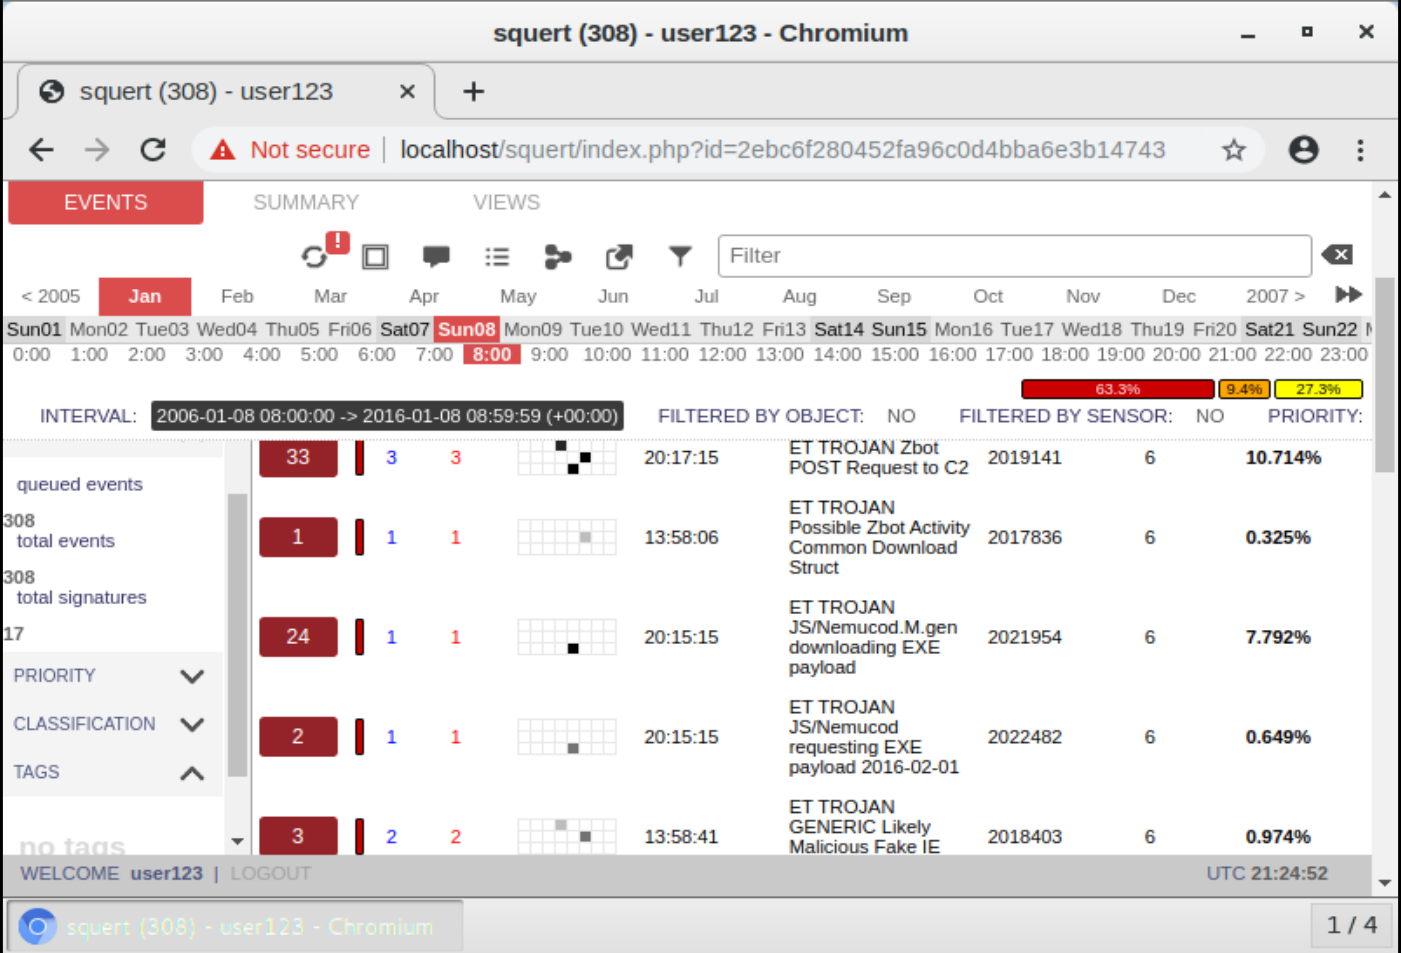 squert (308) - user123 - Chromium
squert (308) - user123
Not secure | localhost/squert/index.php?id=2ebc6f280452fa96c0d4bba6e3b14743
EVENTS SUMMARY VIEWS
!
Filter
< 2005 Jan Feb Mar Apr May Jun Jul Aug Sep Oct Nov Dec 2007 >
Sun01 Mon02 Tue03 Wed04 Thu05 Fri06 Sat07 Sun08 Mon09 Tue10 Wed11 Thu12 Fri13 Sat14 Sun15 Mon16 Tue17 Wed18 Thu19 Fri20 Sat21 Sun22
0:00 1:00 2:00 3:00 4:00 5:00 6:00 7:00 8:00 9:00 10:00 11:00 12:00 13:00 14:00 15:00 16:00 17:00 18:00 19:00 20:00 21:00 22:00 23:00
63.3% 9.4% 27.3%
INTERVAL: 2006-01-08 08:00:00 -> 2016-01-08 08:59:59 (+00:00) FILTERED BY OBJECT: NO FILTERED BY SENSOR: NO PRIORITY:
queued events
308
total events
308
total signatures
17
PRIORITY
CLASSIFICATION
TAGS
no tags
33 3 3 20:17:15 ET TROJAN Zbot
POST Request to C2 2019141 6 10.714%
ET TROJAN
Possible Zbot Activity
1 1 1 13:58:06 Common Download 2017836 6 0.325%
Struct
ET TROJAN
JS/Nemucod.M.gen
24 1 1 20:15:15 downloading EXE 2021954 6 7.792%
payload
ET TROJAN
JS/Nemucod
2 1 1 20:15:15 requesting EXE 2022482 6 0.649%
payload 2016-02-01
ET TROJAN
GENERIC Likely
3 2 2 13:58:41 Malicious Fake IE 2018403 6 0.974%
WELCOME user123 | LOGOUT UTC 21:24:52
squert (308) - user123 - Chromium 1 / 4